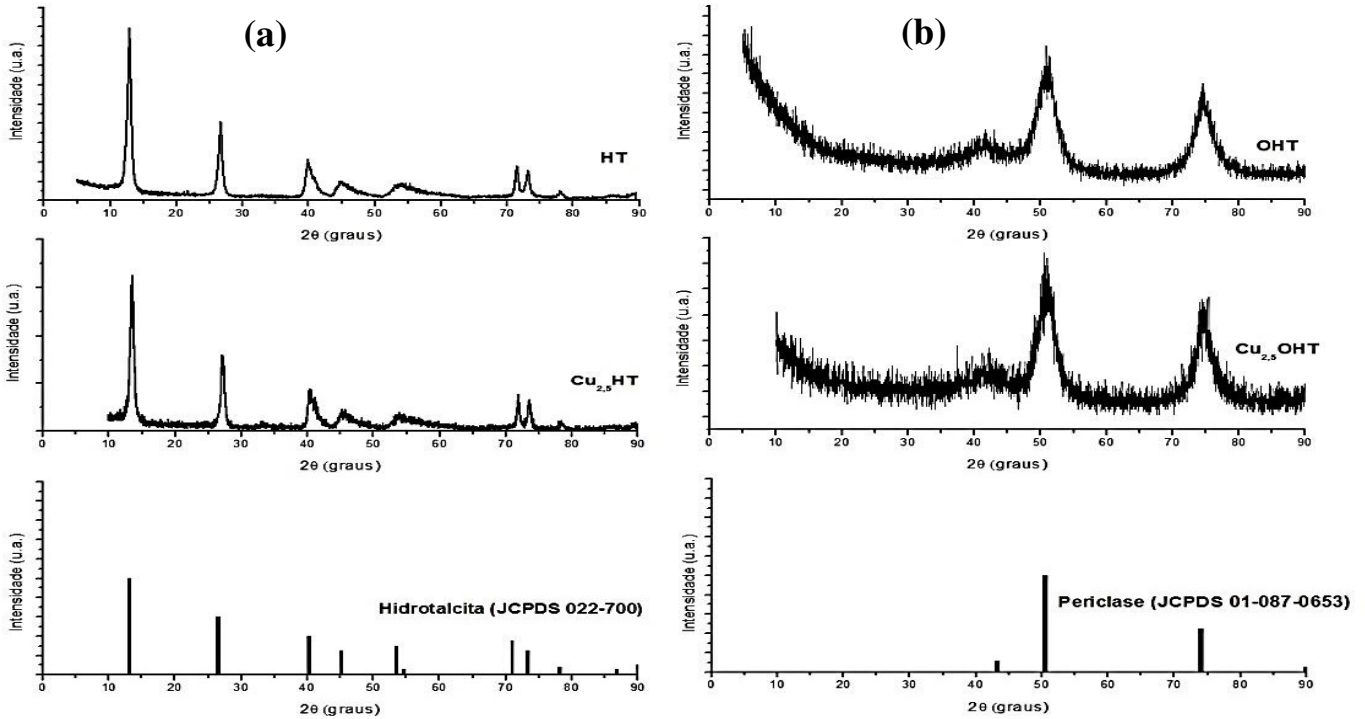 (a)
Intensidade (u.a.)
HT
0 10 20 30 40 50 60 70 80 90
2θ (graus)
Intensidade (u.a.)
Cu2,5HT
0 10 20 30 40 50 60 70 80 90
2θ (graus)
Intensidade (u.a.)
Hidrotalcita (JCPDS 022-700)
0 10 20 30 40 50 60 70 80 90
2θ (graus)
(b)
Intensidade (u.a.)
OHT
0 10 20 30 40 50 60 70 80 90
2θ (graus)
Intensidade (u.a.)
Cu2,5OHT
0 10 20 30 40 50 60 70 80 90
2θ (graus)
Intensidade (u.a.)
Periclase (JCPDS 01-087-0653)
0 10 20 30 40 50 60 70 80 90
2θ (graus)